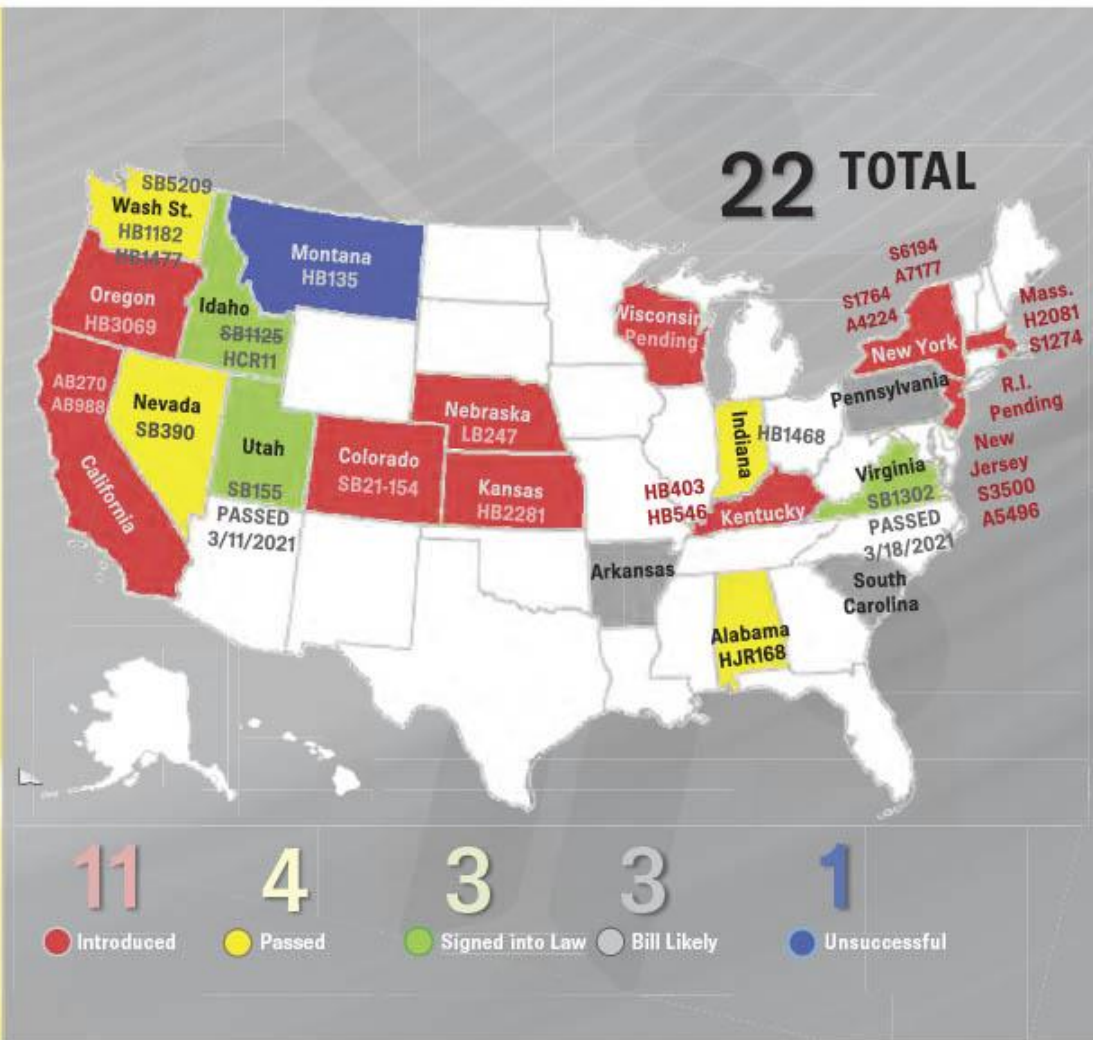 22 TOTAL
SB5209
Wash St.
HB1182
HB1477
Montana
HB135
Oregon
HB3069
Idaho
SB1125
HCR11
AB270
AB988
California
Nevada
SB390
Utah
SB155
PASSED
3/11/2021
Colorado
SB21-154
Nebraska
LB247
Kansas
HB2281
Wisconsin
Pending
Indiana
HB1468
HB403
HB546
Kentucky
Arkansas
Alabama
HJR168
S6194
A7177
S1764
A4224
New York
Mass.
H2081
S1274
Pennsylvania
R.I.
Pending
New
Jersey
S3500
A5496
Virginia
SB1302
PASSED
3/18/2021
South
Carolina
11
Introduced
4
Passed
3
Signed into Law
3
Bill Likely
1
Unsuccessful